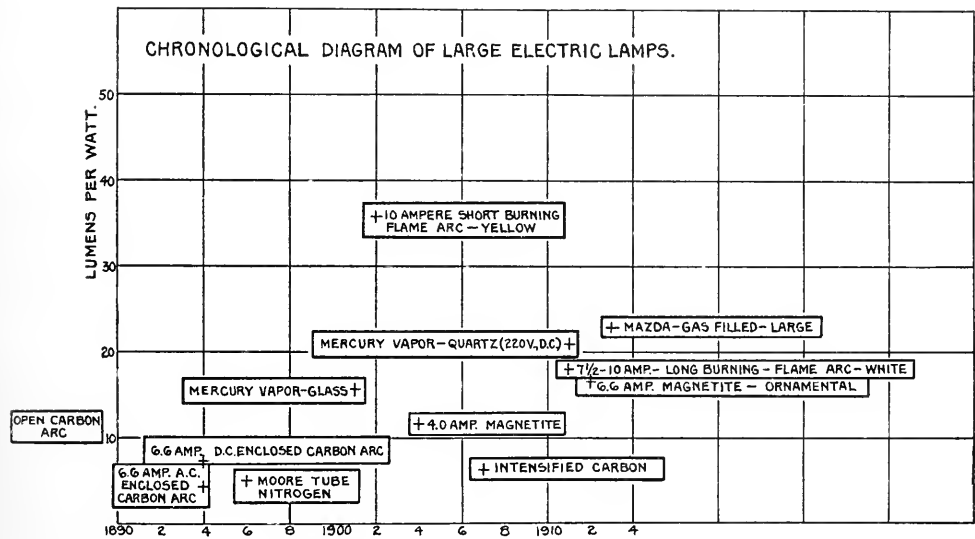 CHRONOLOGICAL DIAGRAM OF LARGE ELECTRIC LAMPS.
LUMENS PER WATT.
50
40
+10 AMPERE SHORT BURNING
FLAME ARC—YELLOW
30
+ MAZDA-GAS FILLED-LARGE
MERCURY VAPOR-QUARTZ(220V.,D.C.)+
20
+7½-10 AMP.- LONG BURNING - FLAME ARC-WHITE
+6.6 AMP. MAGNETITE - ORNAMENTAL
MERCURY VAPOR-GLASS+
OPEN CARBON
ARC
+4.0 AMP. MAGNETITE
10
6.6 AMP. D.C. ENCLOSED CARBON ARC
+ INTENSIFIED CARBON
6.6 AMP. A.C.
ENCLOSED
CARBON ARC
+ MOORE TUBE
NITROGEN
1890 2 4 6 8 1900 2 4 6 8 1910 2 4